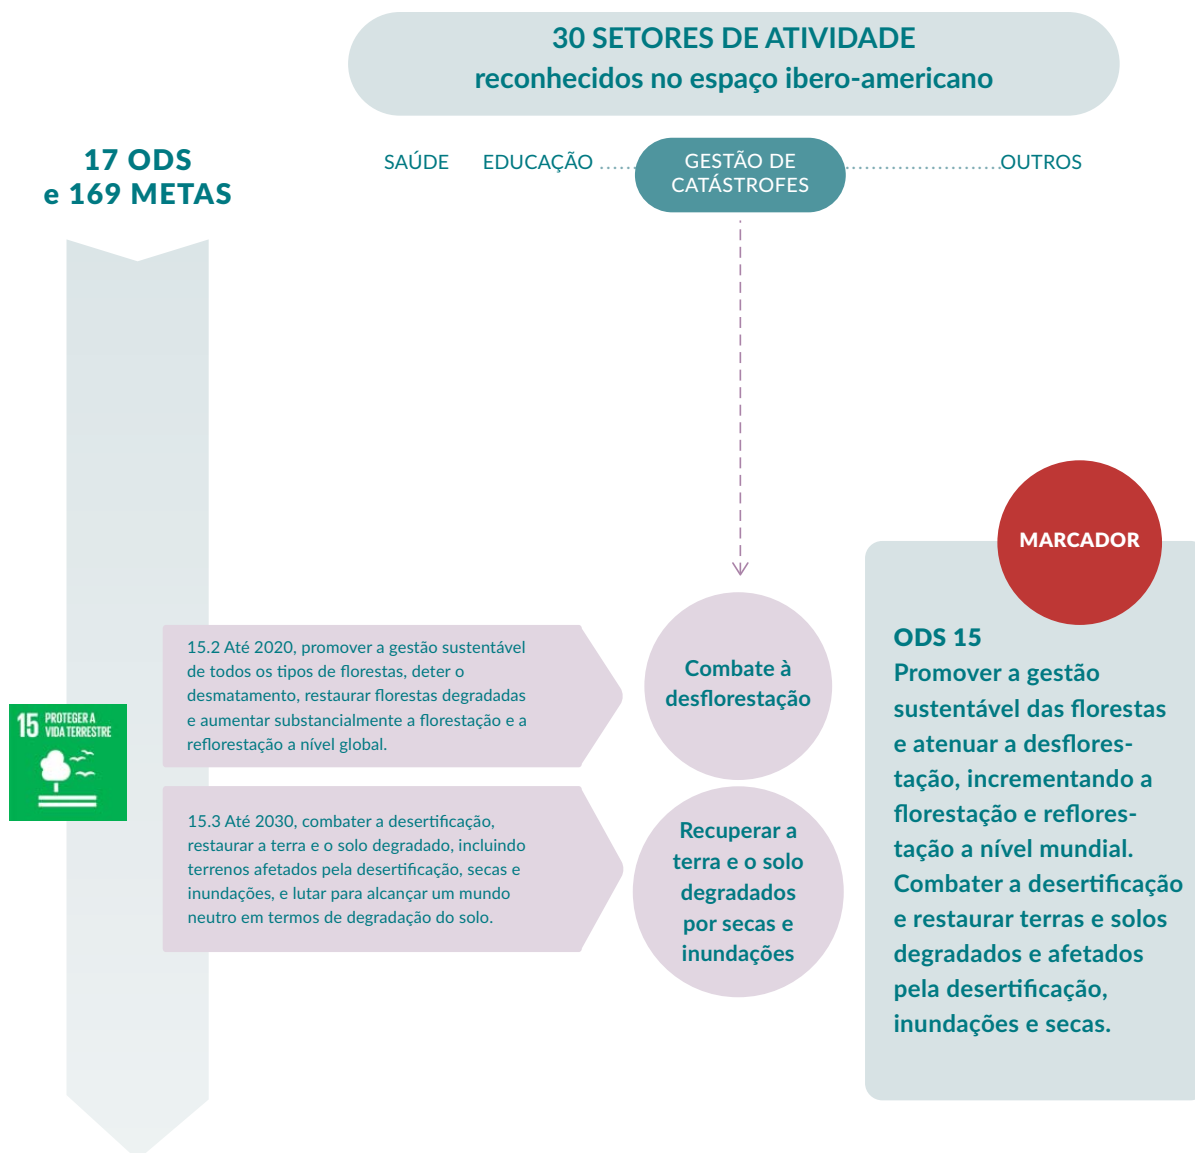 30 SETORES DE ATIVIDADE
reconhecidos no espaço ibero-americano
17 ODS
e 169 METAS
SAÚDE EDUCAÇÃO ...... GESTÃO DE
CATÁSTROFES
........................ OUTROS
MARCADOR
15.2 Até 2020, promover a gestão sustentável
de todos os tipos de florestas, deter o
desmatamento, restaurar florestas degradadas
e aumentar substancialmente a florestação e a
reflorestação a nível global.
Combate à
desflorestação
15 PROTEGER A
VIDA TERRESTRE
15.3 Até 2030, combater a desertificação,
restaurar a terra e o solo degradado, incluindo
terrenos afetados pela desertificação, secas e
inundações, e lutar para alcançar um mundo
neutro em termos de degradação do solo.
Recuperar a
terra e o solo
degradados
por secas e
inundações
ODS 15
Promover a gestão
sustentável das florestas
e atenuar a desflores-
tação, incrementando a
florestação e reflores-
tação a nível mundial.
Combater a desertificação
e restaurar terras e solos
degradados e afetados
pela desertificação,
inundações e secas.